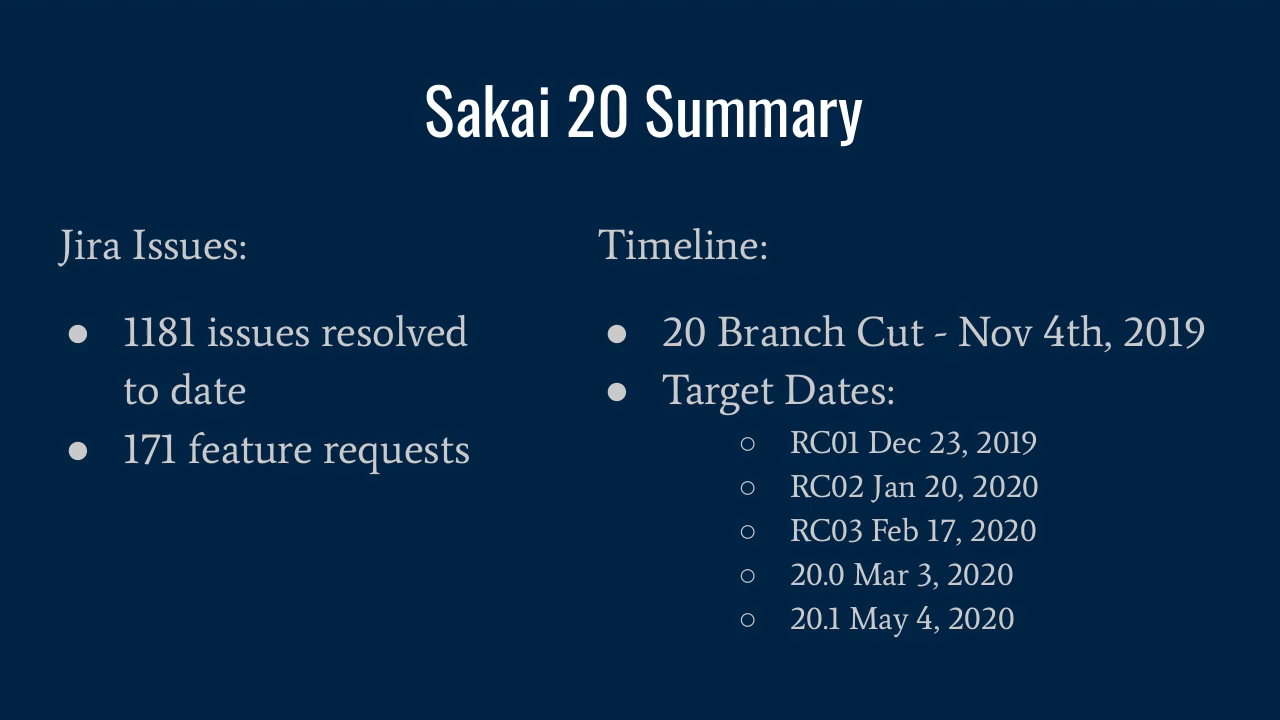 Sakai 20 Summary
Jira Issues:
● 1181 issues resolved
to date
● 171 feature requests
Timeline:
● 20 Branch Cut - Nov 4th, 2019
● Target Dates:
○ RC01 Dec 23, 2019
○ RC02 Jan 20, 2020
○ RC03 Feb 17, 2020
○ 20.0 Mar 3, 2020
○ 20.1 May 4, 2020